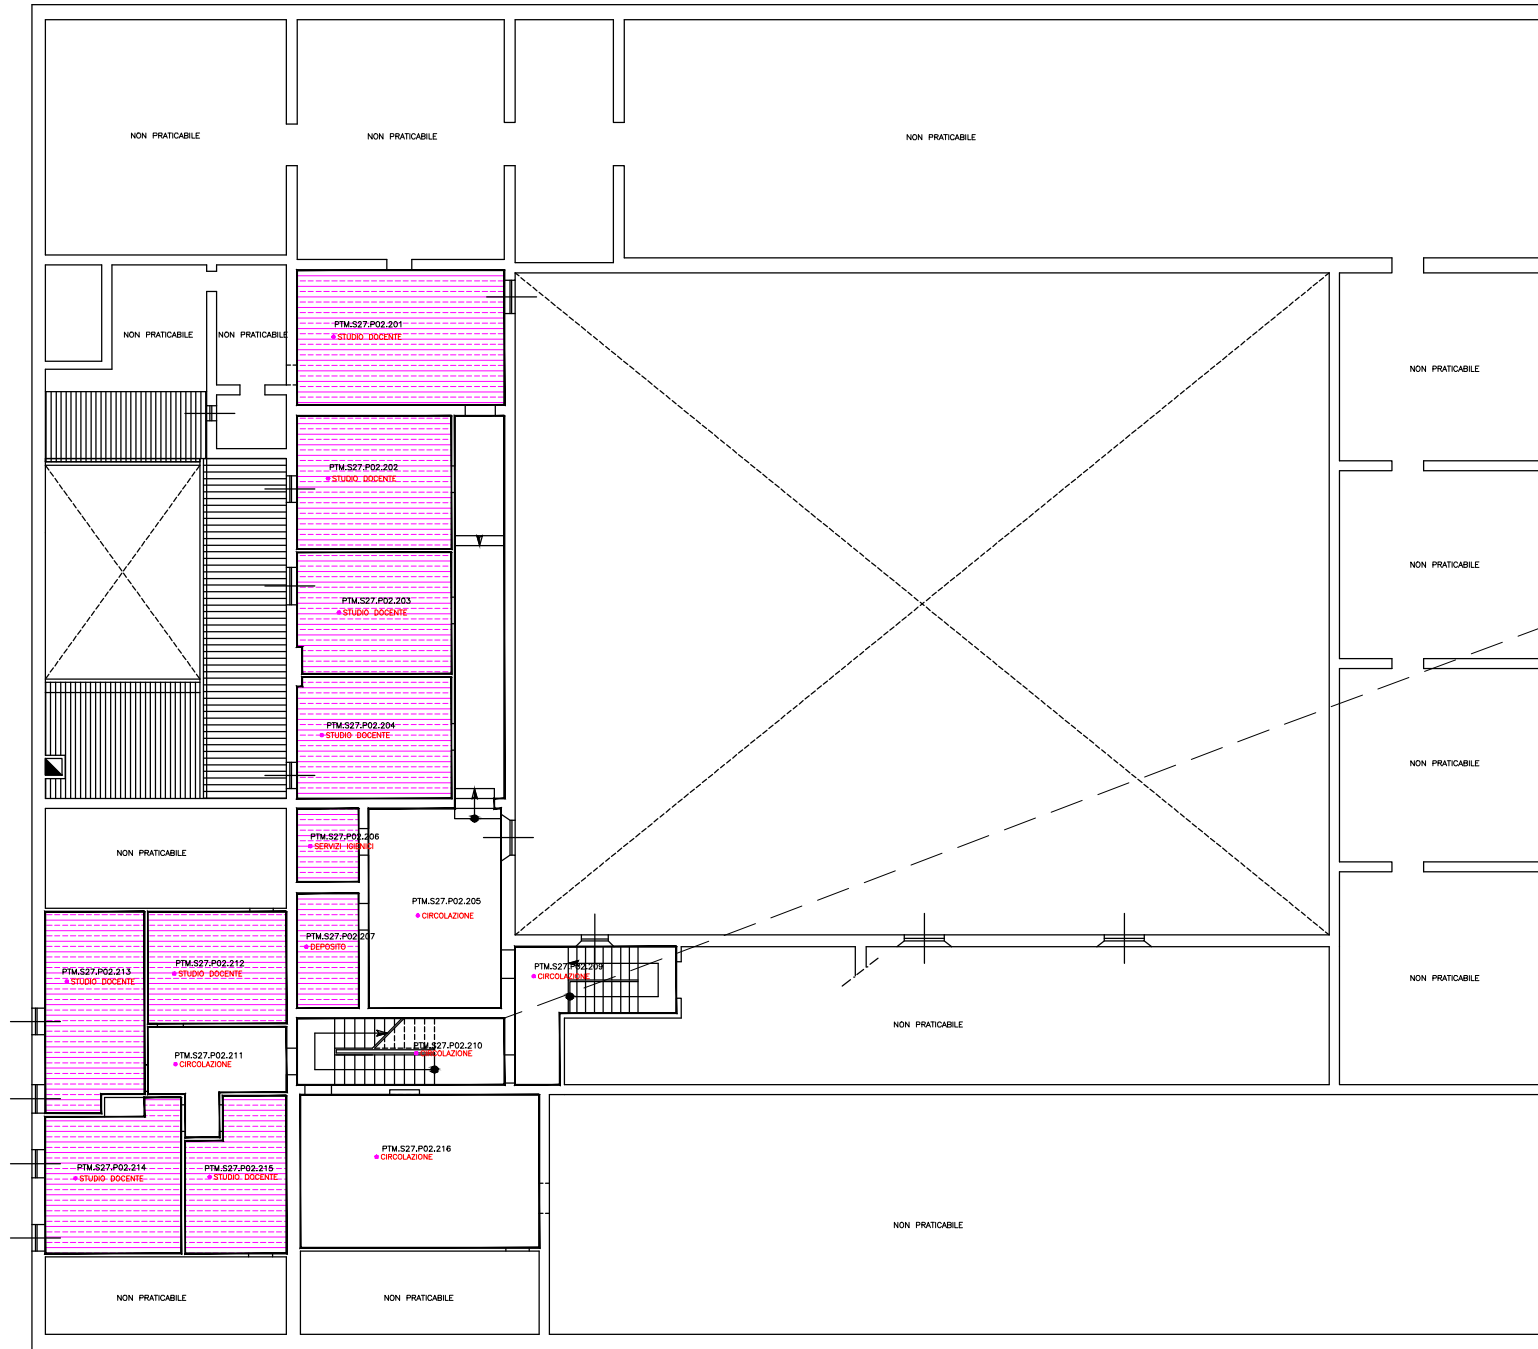 NON PRATICABILE
NON PRATICABILE
NON PRATICABILE
NON PRATICABILE
NON PRATICABILE
PTM.S27.P02.201
STUDIO DOCENTE
NON PRATICABILE
PTM.S27.P02.202
STUDIO DOCENTE
NON PRATICABILE
PTM.S27.P02.203
STUDIO DOCENTE
PTM.S27.P02.204
STUDIO DOCENTE
NON PRATICABILE
PTM.S27.P02.206
SERVIZI IGIENICI
NON PRATICABILE
PTM.S27.P02.205
CIRCOLAZIONE
PTM.S27.P02.207
DEPOSITO
PTM.S27.P02.212
STUDIO DOCENTE
PTM.S27.P02.213
STUDIO DOCENTE
PTM.S27.P02.209
CIRCOLAZIONE
NON PRATICABILE
NON PRATICABILE
PTM.S27.P02.210
CIRCOLAZIONE
PTM.S27.P02.211
CIRCOLAZIONE
PTM.S27.P02.216
CIRCOLAZIONE
PTM.S27.P02.214
STUDIO DOCENTE
PTM.S27.P02.215
STUDIO DOCENTE
NON PRATICABILE
NON PRATICABILE
NON PRATICABILE